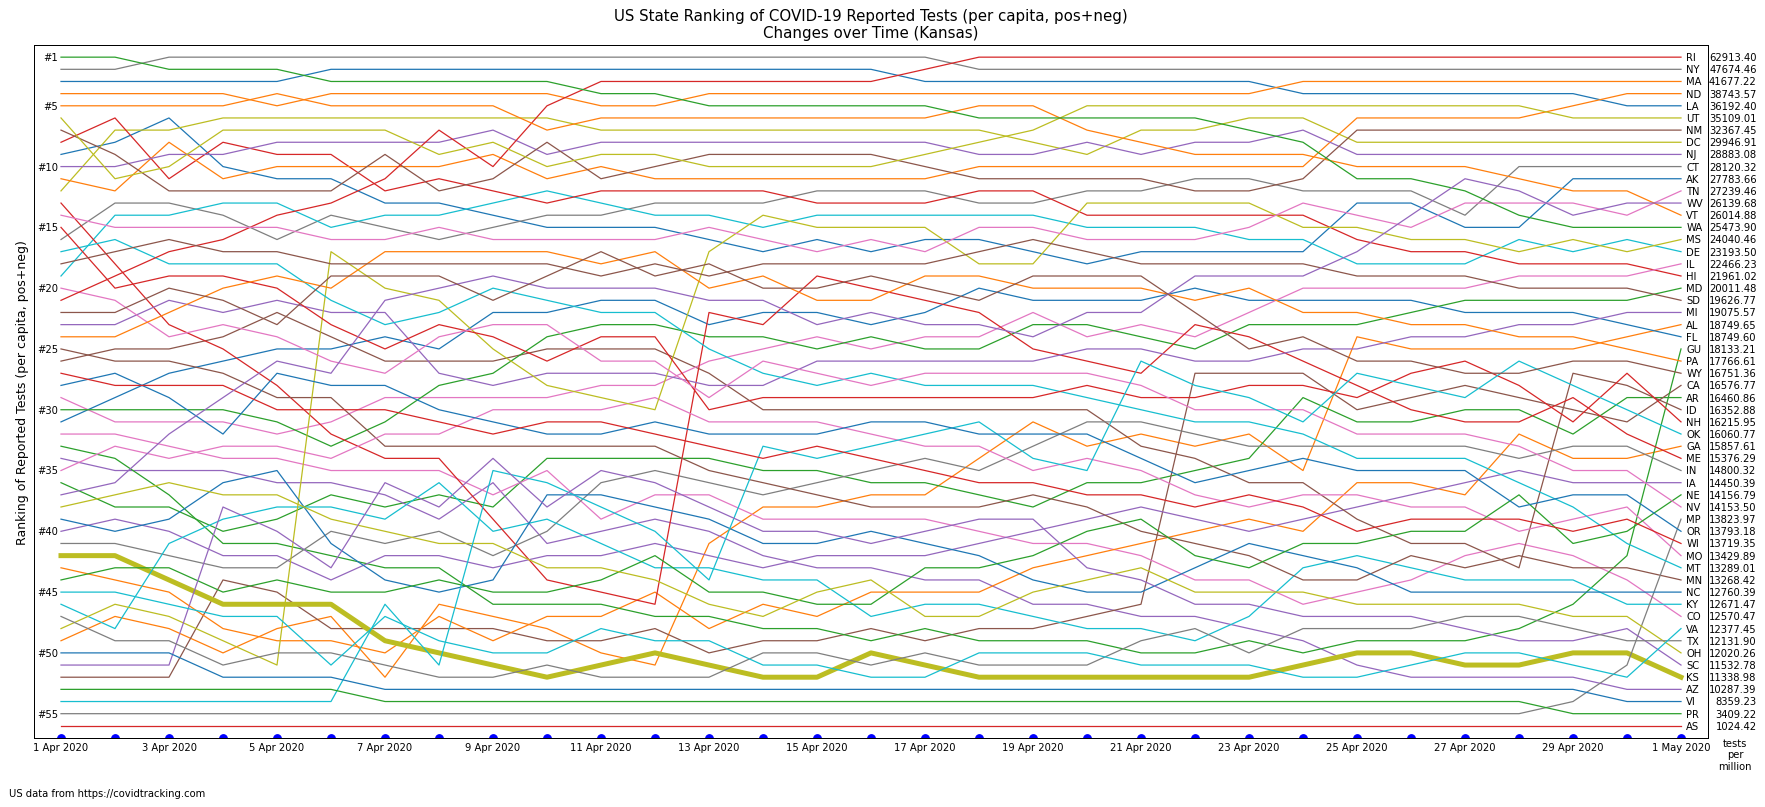 US State Ranking of COVID-19 Reported Tests (per capita, pos+neg)
Changes over Time (Kansas)
Ranking of Reported Tests (per capita, pos+neg)
#1
#5
#10
#15
#20
#25
#30
#35
#40
#45
#50
#55
RI 62913.40
NY 47674.46
MA 41677.22
ND 38743.57
LA 36192.40
UT 35109.01
NM 32367.45
DC 29946.91
NJ 28883.08
CT 28120.32
AK 27783.66
TN 27239.46
WV 26139.68
VT 26014.88
WA 25473.90
MS 24040.46
DE 23193.50
IL 22466.23
HI 21961.02
MD 20011.48
SD 19626.77
MI 19075.57
AL 18749.65
FL 18749.60
GU 18133.21
PA 17766.61
WY 16751.36
CA 16576.77
AR 16460.86
ID 16352.88
NH 16215.95
OK 16060.77
GA 15857.61
ME 15376.29
IN 14800.32
IA 14450.39
NE 14156.79
NV 14153.50
MP 13823.97
OR 13793.18
WI 13719.35
MO 13429.89
MT 13289.01
MN 13268.42
NC 12760.39
KY 12671.47
CO 12570.47
VA 12377.45
TX 12131.90
OH 12020.26
SC 11532.78
KS 11338.98
AZ 10287.39
VI 8359.23
PR 3409.22
AS 1024.42
1 Apr 2020
3 Apr 2020
5 Apr 2020
7 Apr 2020
9 Apr 2020
11 Apr 2020
13 Apr 2020
15 Apr 2020
17 Apr 2020
19 Apr 2020
21 Apr 2020
23 Apr 2020
25 Apr 2020
27 Apr 2020
29 Apr 2020
1 May 2020
tests
per
million
US data from https://covidtracking.com